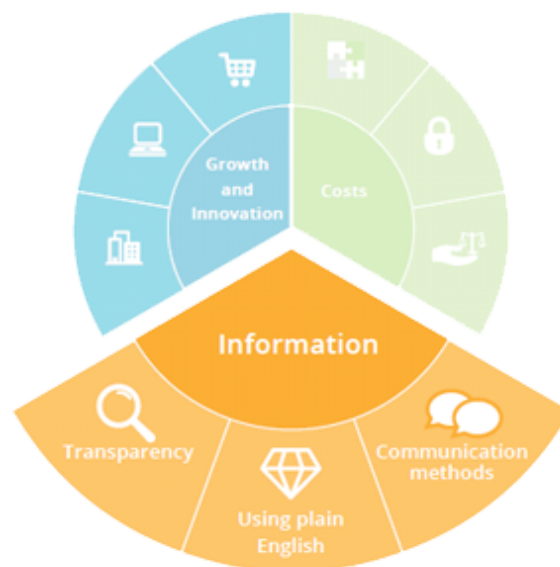 Growth
and
Innovation
Costs
Information
Transparency
Using plain
English
Communication
methods